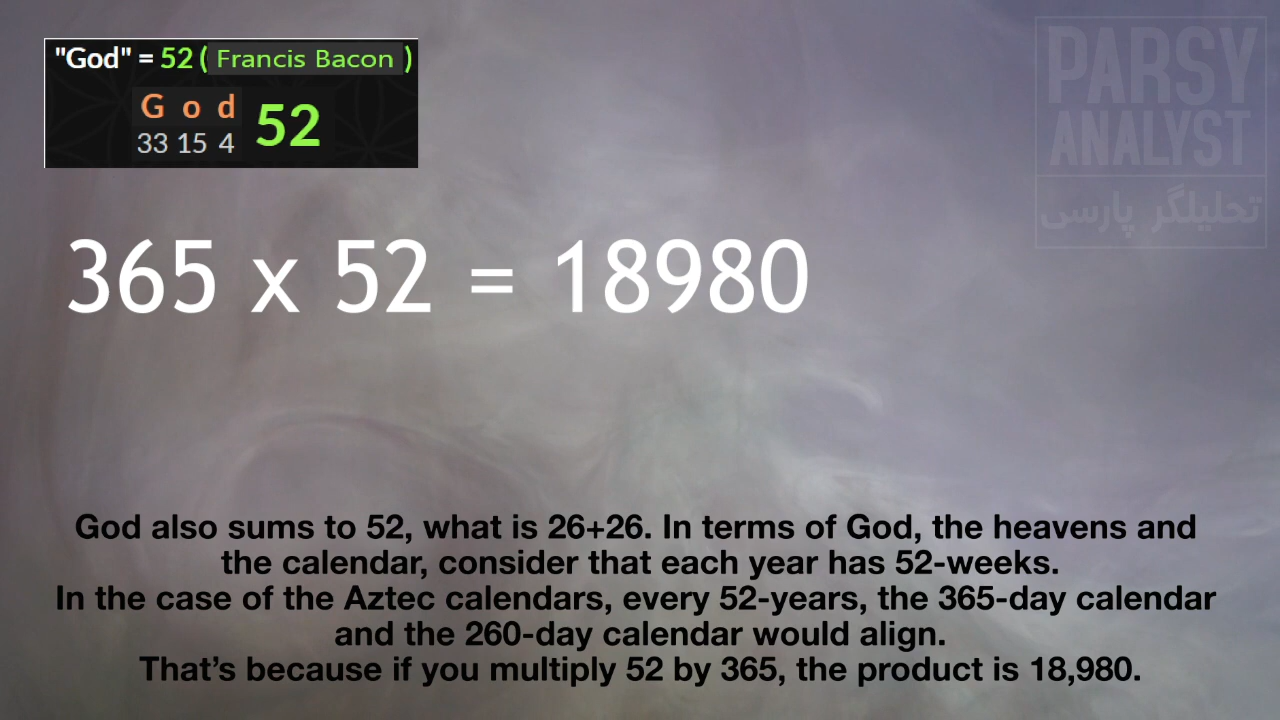 "God" = 52 ( Francis Bacon )
G o d 52
33 15 4
PARSY
ANALYST
تحلیلگر پارسی
365 x 52 = 18980
God also sums to 52, what is 26+26. In terms of God, the heavens and
the calendar, consider that each year has 52-weeks.
In the case of the Aztec calendars, every 52-years, the 365-day calendar
and the 260-day calendar would align.
That’s because if you multiply 52 by 365, the product is 18,980.